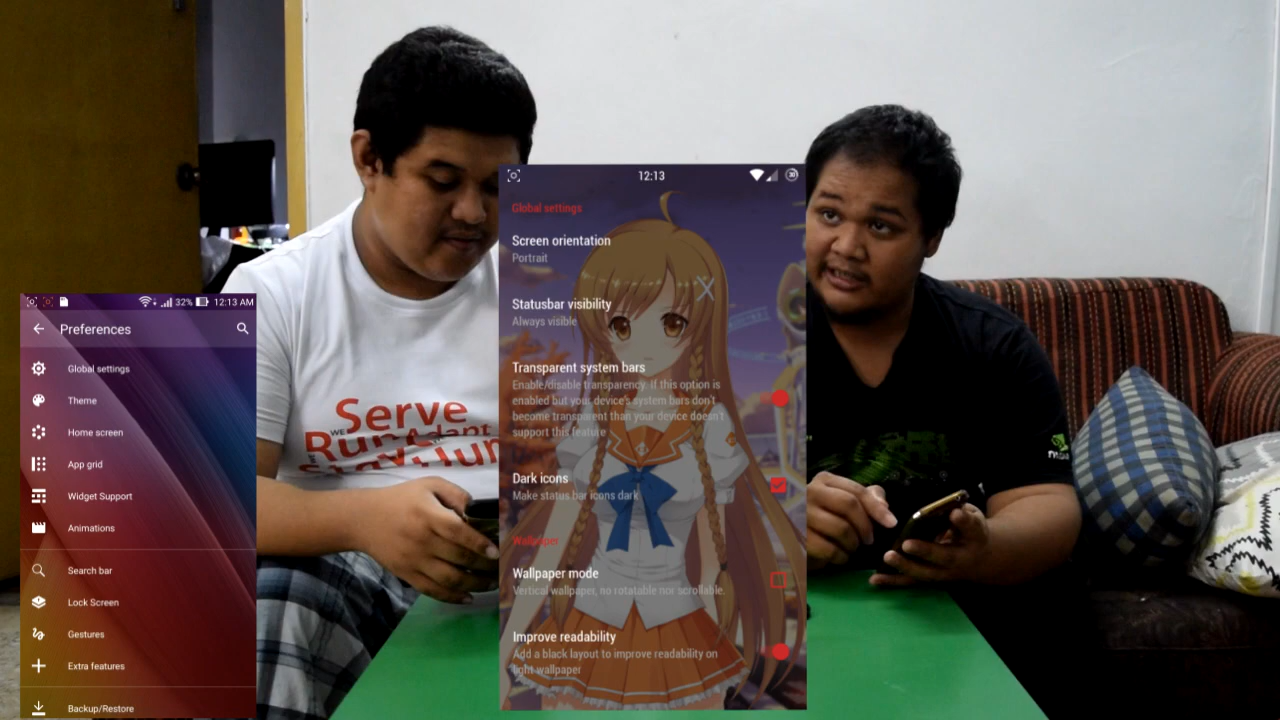 32% 12:13 AM
Preferences
Global settings
Theme
Home screen
App grid
Widget Support
Animations
Search bar
Lock Screen
Gestures
Extra features
Backup/Restore
Serve
WE
Run Adapt
12:13
30
Global settings
Screen orientation
Portrait
Statusbar visibility
Always visible
Transparent system bars
Enable/disable transparency. If this option is
enabled but your device's system bars don't
become transparent than your device doesn't
support this feature
Dark icons
Make status bar icons dark
Wallpaper
Wallpaper mode
Vertical wallpaper, no rotatable nor scrollable.
Improve readability
Add a black layout to improve readability on
light wallpaper